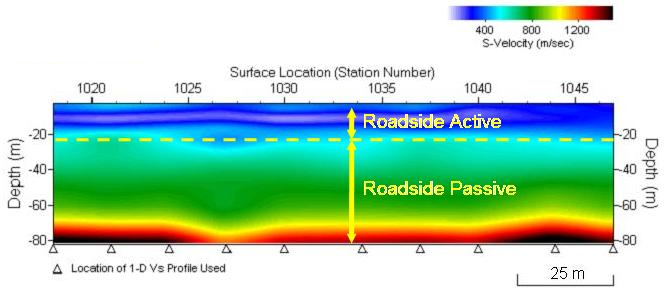 400 800 1200
S-Velocity (m/sec)
Surface Location (Station Number)
1020 1025 1030 1035 1040 1045
Roadside Active
-20 -20
-40 -40
Roadside Passive
-60 -60
-80 -80
Depth (m)
Depth (m)
Location of 1-D Vs Profile Used
25 m